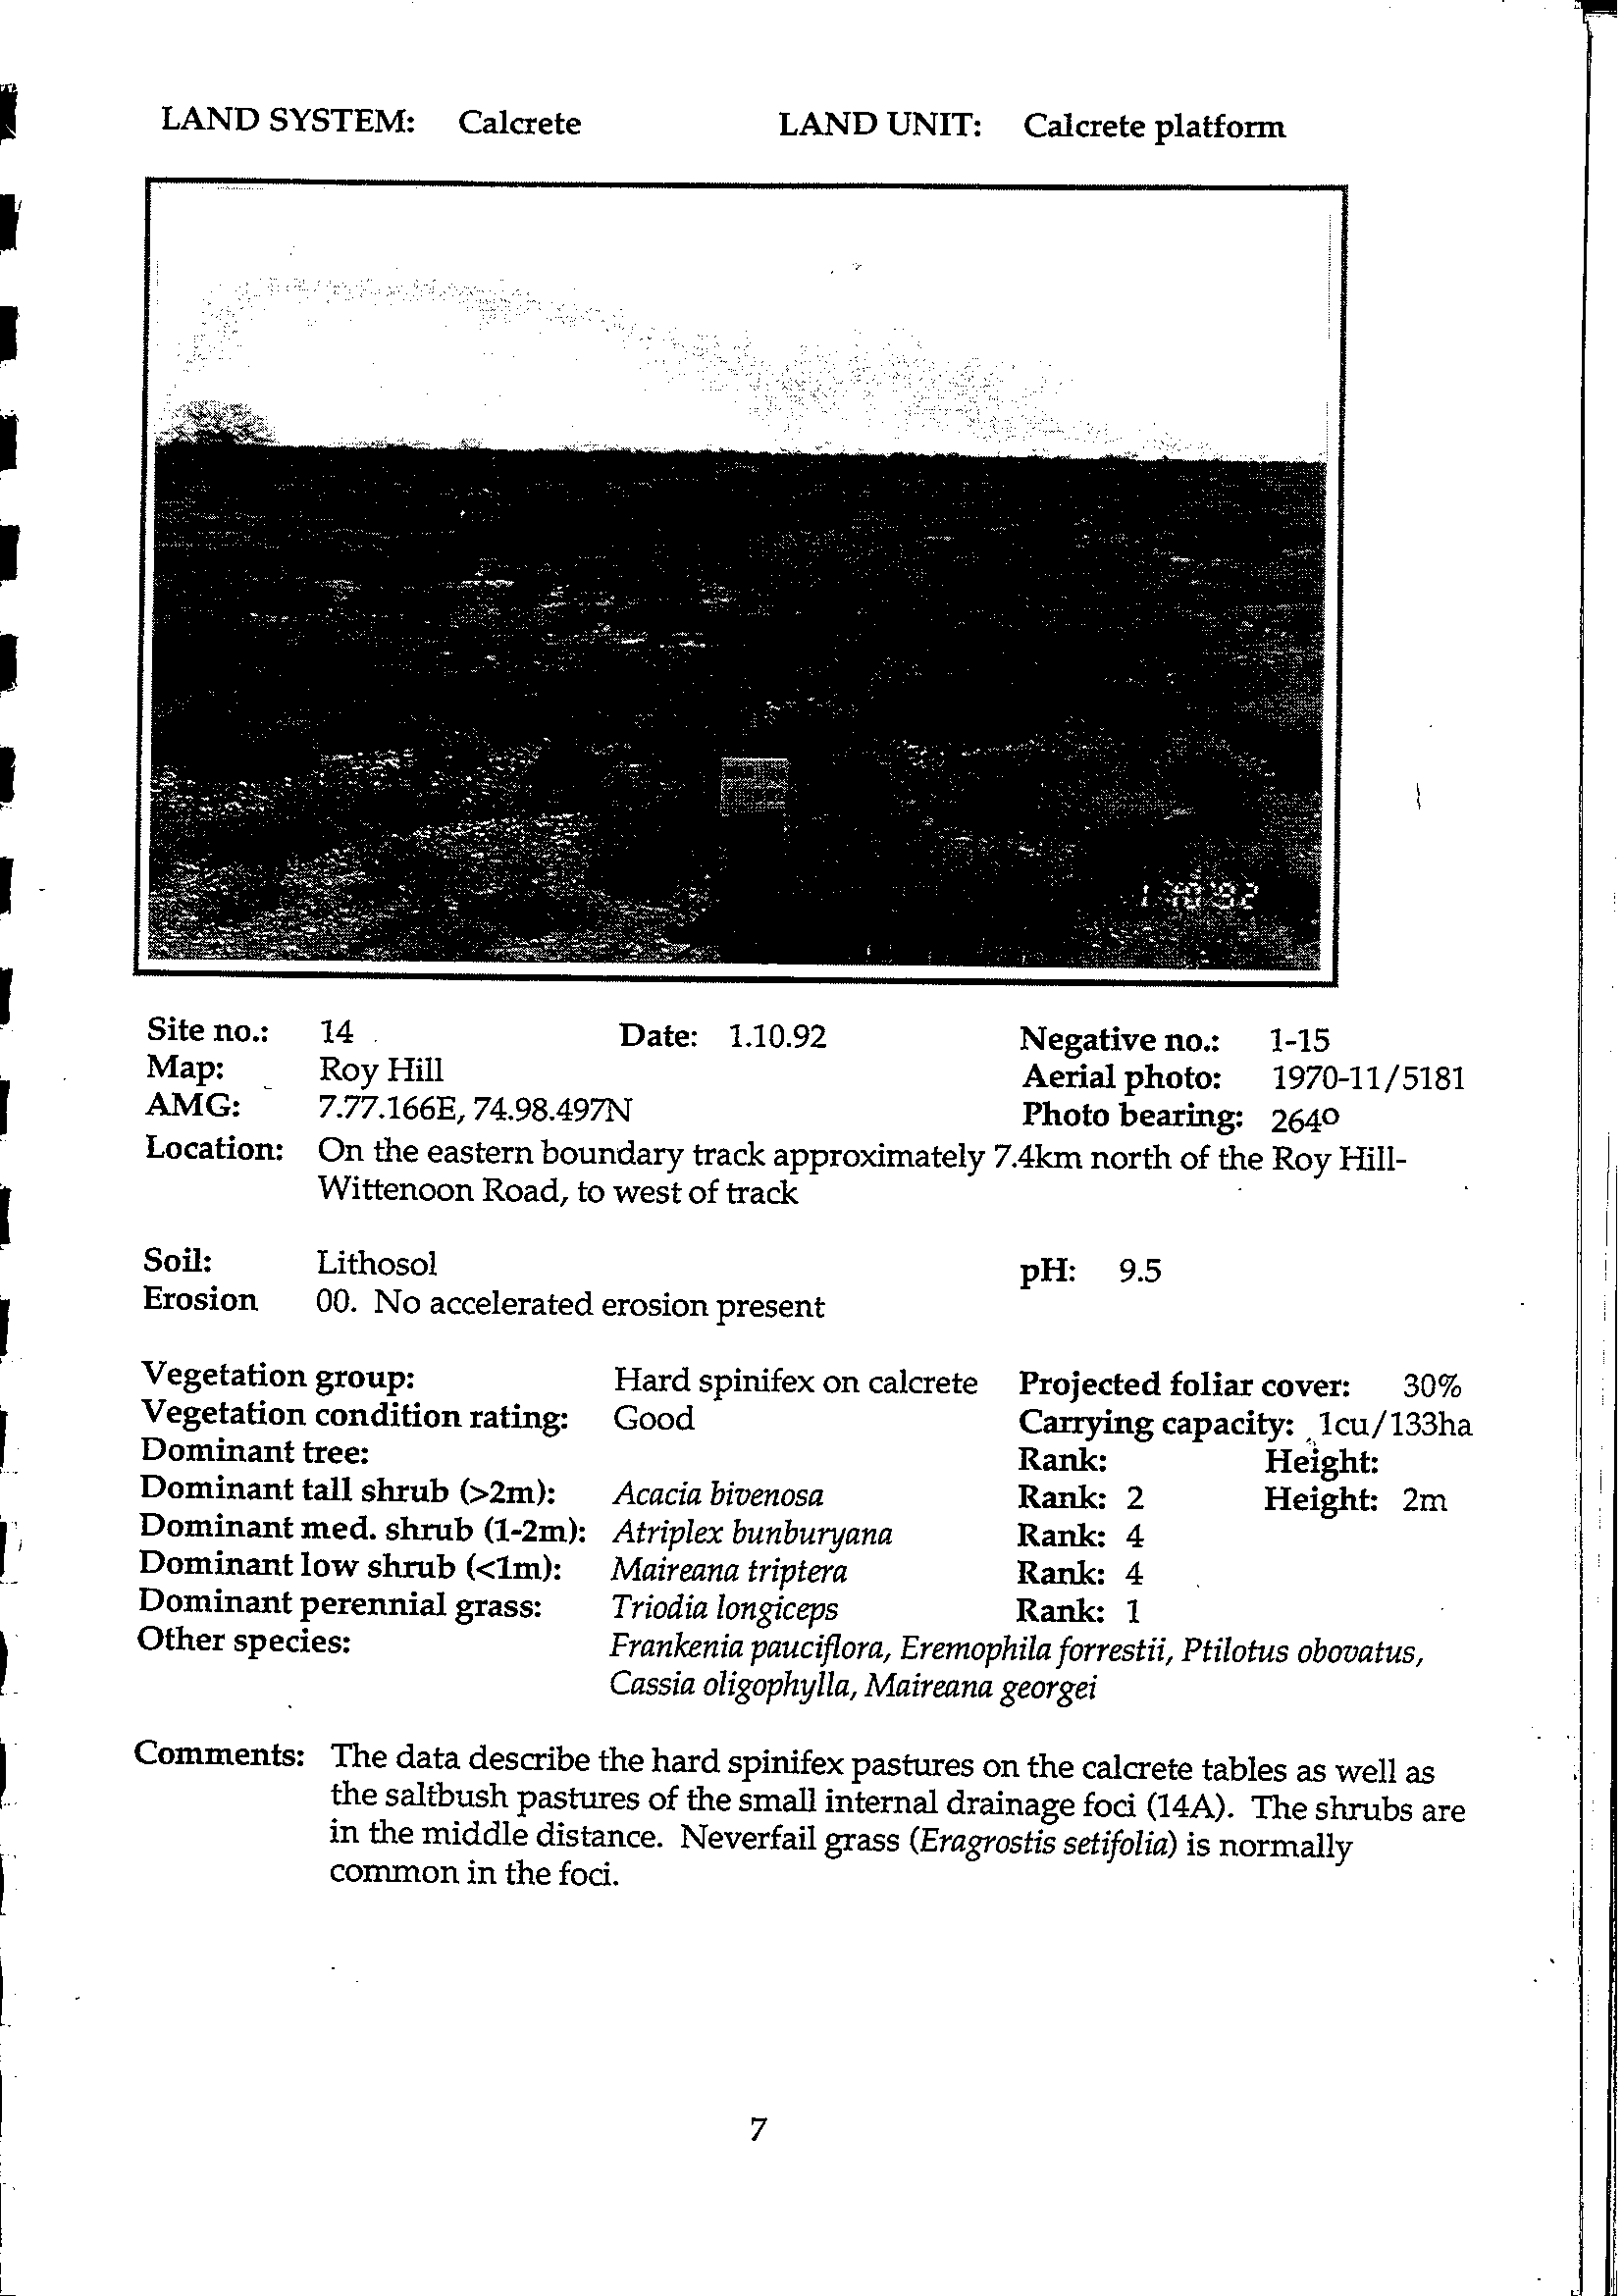 LAND SYSTEM: Calcrete LAND UNIT: Calcrete platform
1 10 '92
Site no.: 14 Date: 1.10.92 Negative no.: 1-15
Map: Roy Hill Aerial photo: 1970-11/5181
AMG: 7.77.166E, 74.98.497N Photo bearing: 264º
Location: On the eastern boundary track approximately 7.4km north of the Roy Hill-
Wittenoon Road, to west of track
Soil: Lithosol pH: 9.5
Erosion 00. No accelerated erosion present
Vegetation group: Hard spinifex on calcrete Projected foliar cover: 30%
Vegetation condition rating: Good Carrying capacity: 1cu/133ha
Dominant tree: Rank: Height:
Dominant tall shrub (>2m): Acacia bivenosa Rank: 2 Height: 2m
Dominant med. shrub (1-2m): Atriplex bunburyana Rank: 4
Dominant low shrub (<1m): Maireana triptera Rank: 4
Dominant perennial grass: Triodia longiceps Rank: 1
Other species: Frankenia pauciflora, Eremophila forrestii, Ptilotus obovatus,
Cassia oligophylla, Maireana georgei
Comments: The data describe the hard spinifex pastures on the calcrete tables as well as
the saltbush pastures of the small internal drainage foci (14A). The shrubs are
in the middle distance. Neverfail grass (Eragrostis setifolia) is normally
common in the foci.
7